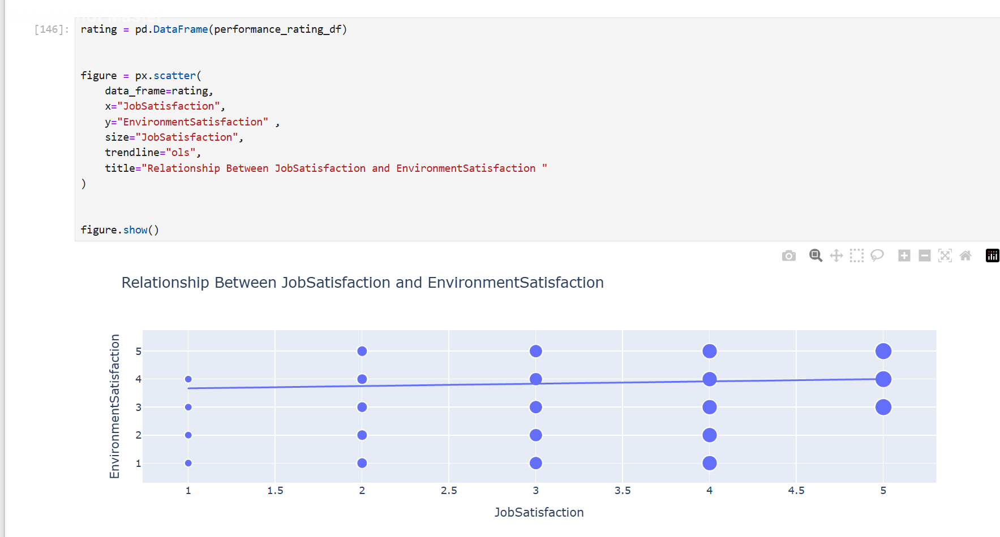 [146]: rating = pd.DataFrame(performance_rating_df)
figure = px.scatter(
data_frame=rating,
x="JobSatisfaction",
y="EnvironmentSatisfaction" ,
size="JobSatisfaction",
trendline="ols",
title="Relationship Between JobSatisfaction and EnvironmentSatisfaction "
)
figure.show()
Relationship Between JobSatisfaction and EnvironmentSatisfaction
EnvironmentSatisfaction
5
4
3
2
1
1 1.5 2 2.5 3 3.5 4 4.5 5
JobSatisfaction